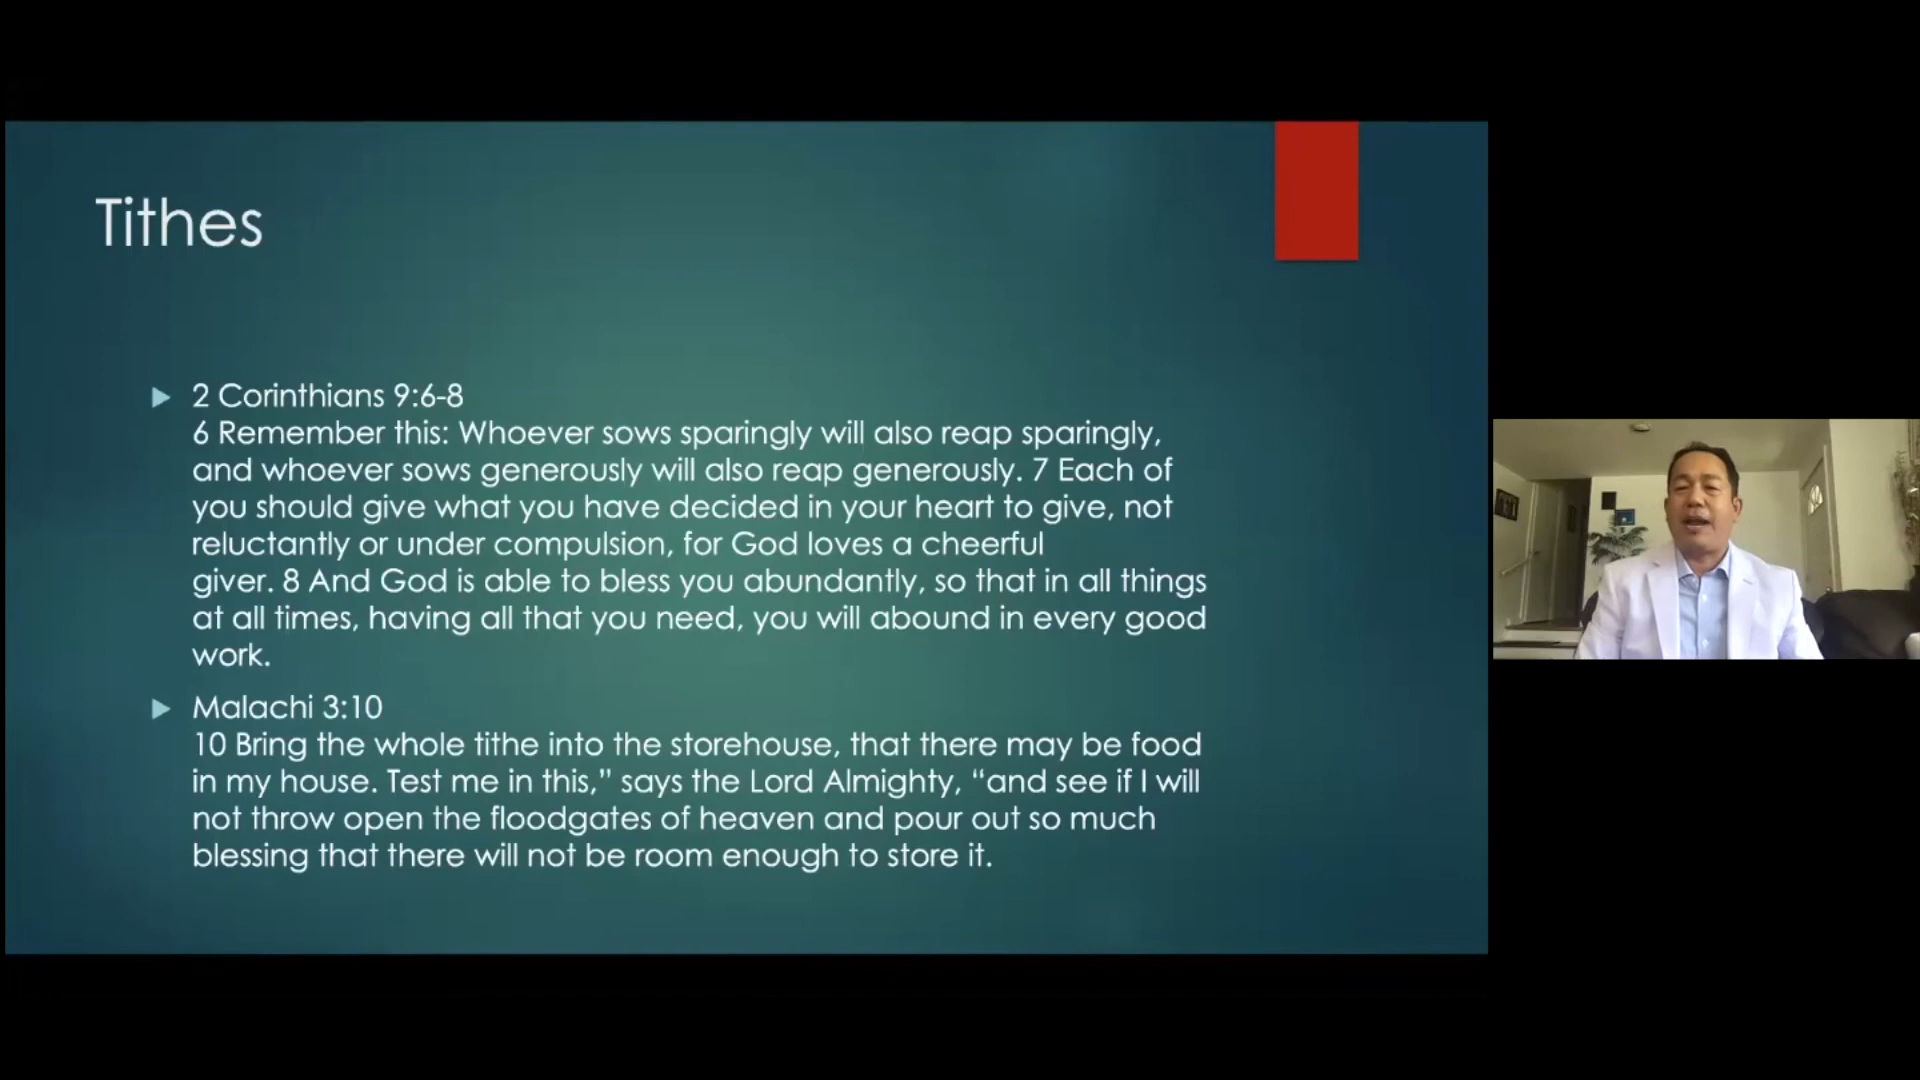 Tithes
2 Corinthians 9:6-8
6 Remember this: Whoever sows sparingly will also reap sparingly,
and whoever sows generously will also reap generously. 7 Each of
you should give what you have decided in your heart to give, not
reluctantly or under compulsion, for God loves a cheerful
giver. 8 And God is able to bless you abundantly, so that in all things
at all times, having all that you need, you will abound in every good
work.
Malachi 3:10
10 Bring the whole tithe into the storehouse, that there may be food
in my house. Test me in this,” says the Lord Almighty, “and see if I will
not throw open the floodgates of heaven and pour out so much
blessing that there will not be room enough to store it.